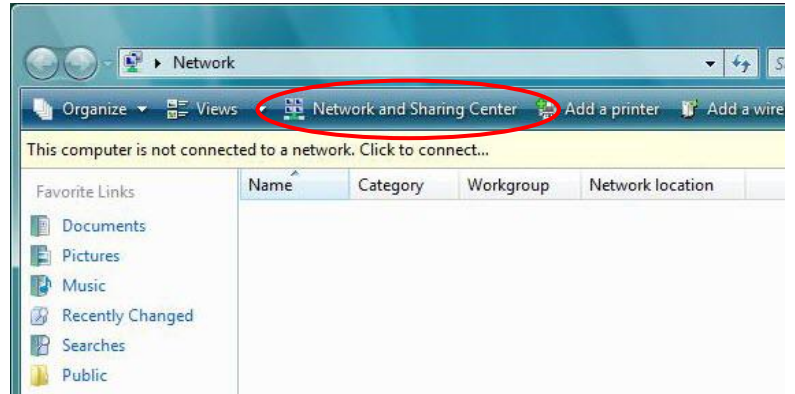 Network
Organize Views Network and Sharing Center Add a printer Add a wire
This computer is not connected to a network. Click to connect...
Favorite Links Name Category Workgroup Network location
Documents
Pictures
Music
Recently Changed
Searches
Public